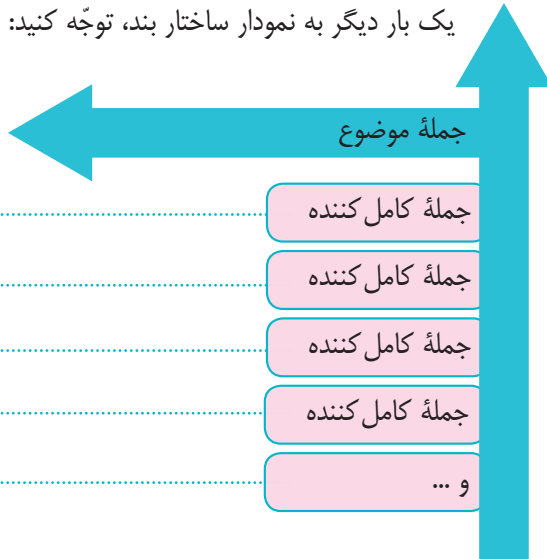 یک بار دیگر به نمودار ساختار بند، توجّه کنید:
جملهٔ موضوع
جملهٔ کامل‌کننده
جملهٔ کامل‌کننده
جملهٔ کامل‌کننده
جملهٔ کامل‌کننده
و ...